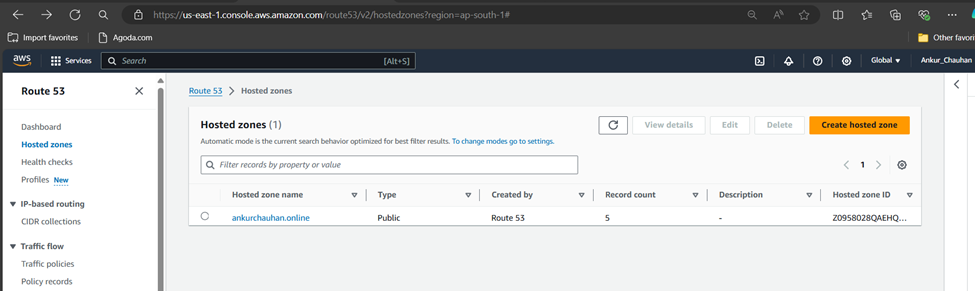 https://us-east-1.console.aws.amazon.com/route53/v2/hostedzones?region=ap-south-1#
Import favorites Agoda.com Other favori
aws Services Search [Alt+S] Global Ankur_Chauhan
Route 53
Dashboard
Hosted zones
Health checks
Profiles New
IP-based routing
CIDR collections
Traffic flow
Traffic policies
Policy records
Route 53 > Hosted zones
Hosted zones (1) View details Edit Delete Create hosted zone
Automatic mode is the current search behavior optimized for best filter results. To change modes go to settings.
Filter records by property or value 1
Hosted zone name Type Created by Record count Description Hosted zone ID
ankurchauhan.online Public Route 53 5 - Z0958028QAEHQ...